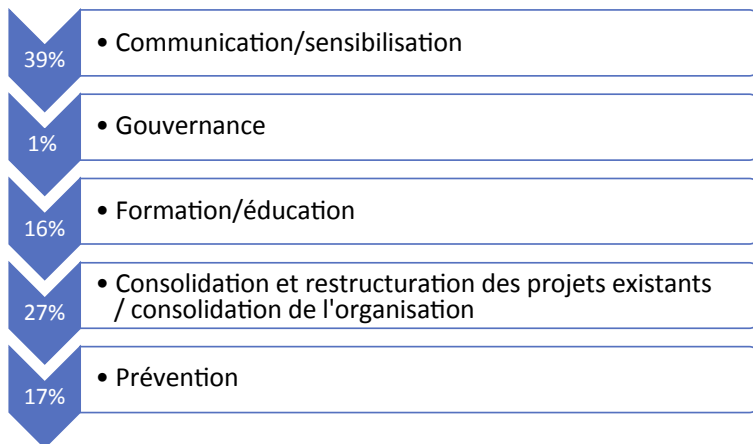 39%
• Communication/sensibilisation
1%
• Gouvernance
16%
• Formation/éducation
27%
• Consolidation et restructuration des projets existants
/ consolidation de l'organisation
17%
• Prévention